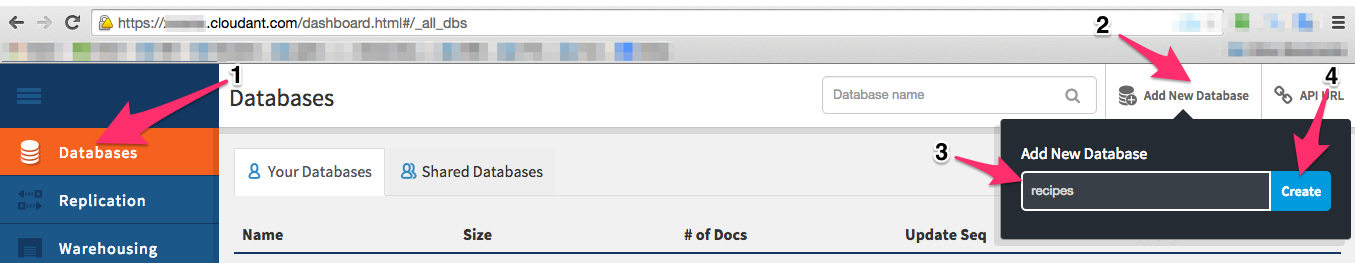 https://.cloudant.com/dashboard.html#/_all_dbs
2
1
4
Databases
Database name
Add New Database
API URL
Databases
3
Add New Database
Your Databases
Shared Databases
recipes
Create
Replication
Name
Size
# of Docs
Update Seq
Warehousing